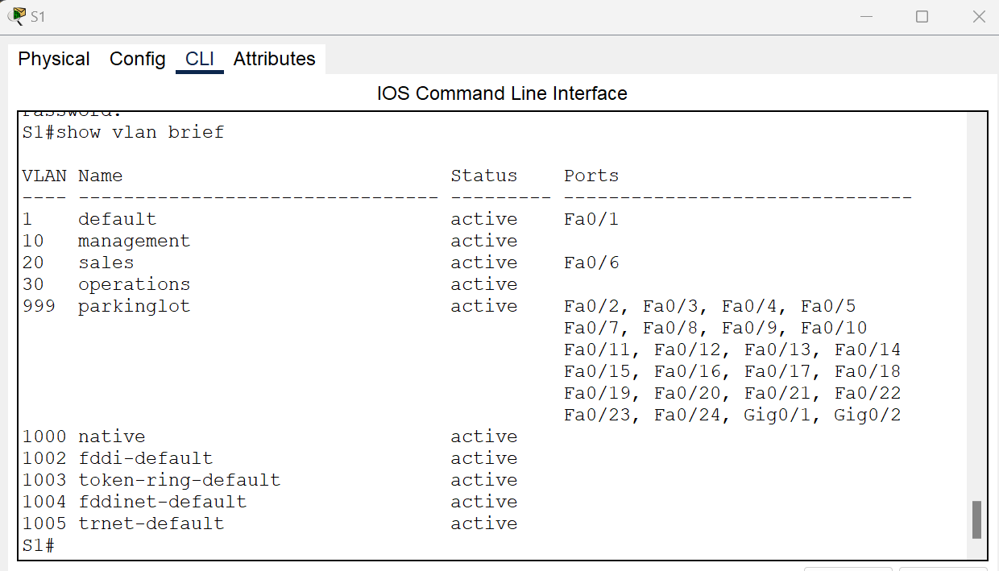 S1
Physical Config CLI Attributes
IOS Command Line Interface
Password:
S1#show vlan brief
VLAN Name                             Status    Ports
---- -------------------------------- --------- -------------------------------
1    default                          active    Fa0/1
10   management                       active
20   sales                            active    Fa0/6
30   operations                       active
999  parkinglot                       active    Fa0/2, Fa0/3, Fa0/4, Fa0/5
                                                Fa0/7, Fa0/8, Fa0/9, Fa0/10
                                                Fa0/11, Fa0/12, Fa0/13, Fa0/14
                                                Fa0/15, Fa0/16, Fa0/17, Fa0/18
                                                Fa0/19, Fa0/20, Fa0/21, Fa0/22
                                                Fa0/23, Fa0/24, Gig0/1, Gig0/2
1000 native                           active
1002 fddi-default                     active
1003 token-ring-default               active
1004 fddinet-default                  active
1005 trnet-default                    active
S1#